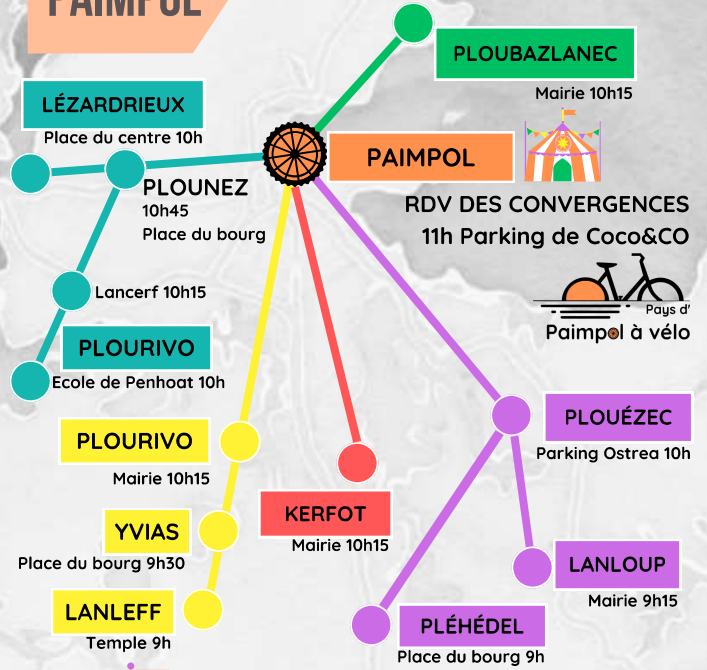 PAIMPOL
PLOUBAZLANEC
Mairie 10h15
LÉZARDRIEUX
Place du centre 10h
PAIMPOL
PLOUNEZ
10h45
Place du bourg
RDV DES CONVERGENCES
11h Parking de Coco&CO
Lancerf 10h15
Pays d'
Paimpol à vélo
PLOURIVO
Ecole de Penhoat 10h
PLOUÉZEC
Parking Ostrea 10h
PLOURIVO
Mairie 10h15
KERFOT
Mairie 10h15
YVIAS
Place du bourg 9h30
LANLOUP
Mairie 9h15
LANLEFF
Temple 9h
PLÉHÉDEL
Place du bourg 9h